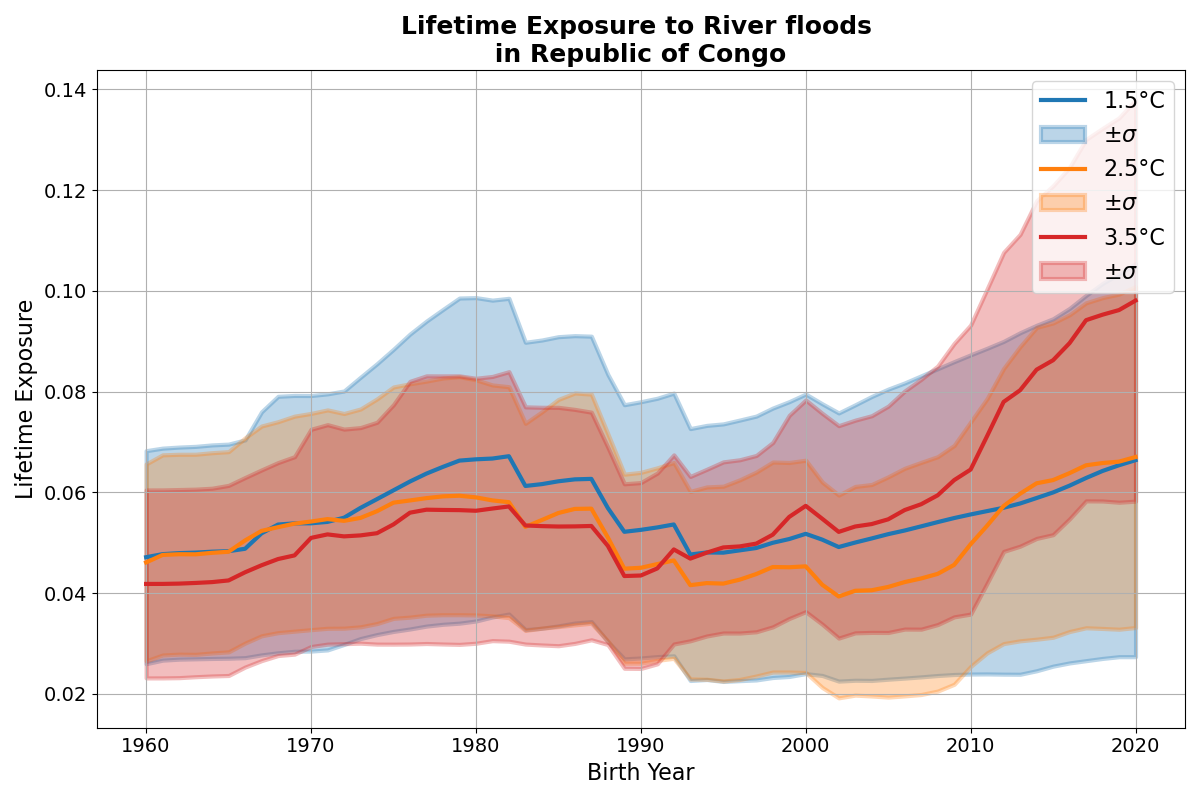 Lifetime Exposure to River floods
in Republic of Congo
Lifetime Exposure
0.14
0.12
0.10
0.08
0.06
0.04
0.02
1960
1970
1980
1990
2000
2010
2020
Birth Year
1.5°C
±σ
2.5°C
±σ
3.5°C
±σ